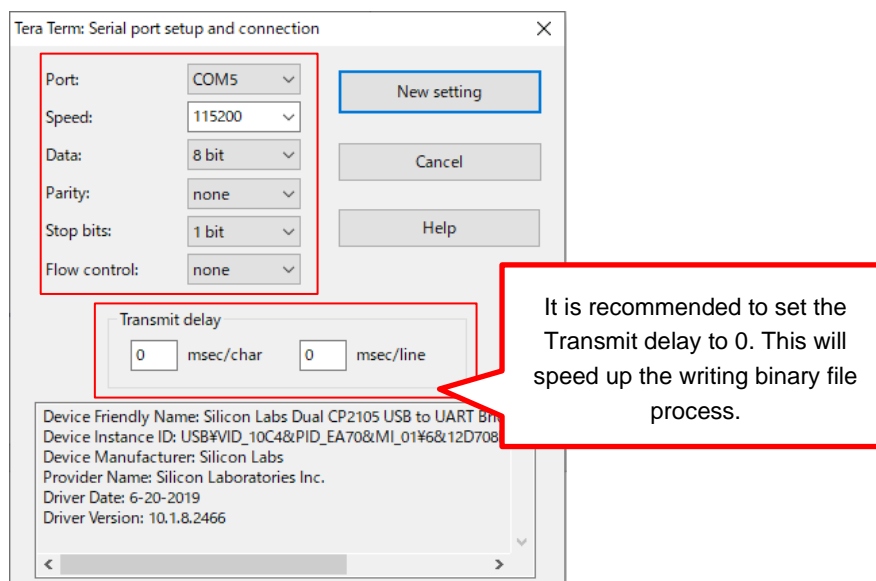 Tera Term: Serial port setup and connection
Port: COM5
New setting
Speed: 115200
Data: 8 bit
Cancel
Parity: none
Stop bits: 1 bit
Help
Flow control: none
Transmit delay
0 msec/char 0 msec/line
It is recommended to set the
Transmit delay to 0. This will
speed up the writing binary file
process.
Device Friendly Name: Silicon Labs Dual CP2105 USB to UART
Device Instance ID: USB¥VID_10C4&PID_EA70&MI_01¥6&12D708
Device Manufacturer: Silicon Labs
Provider Name: Silicon Laboratories Inc.
Driver Date: 6-20-2019
Driver Version: 10.1.8.2466